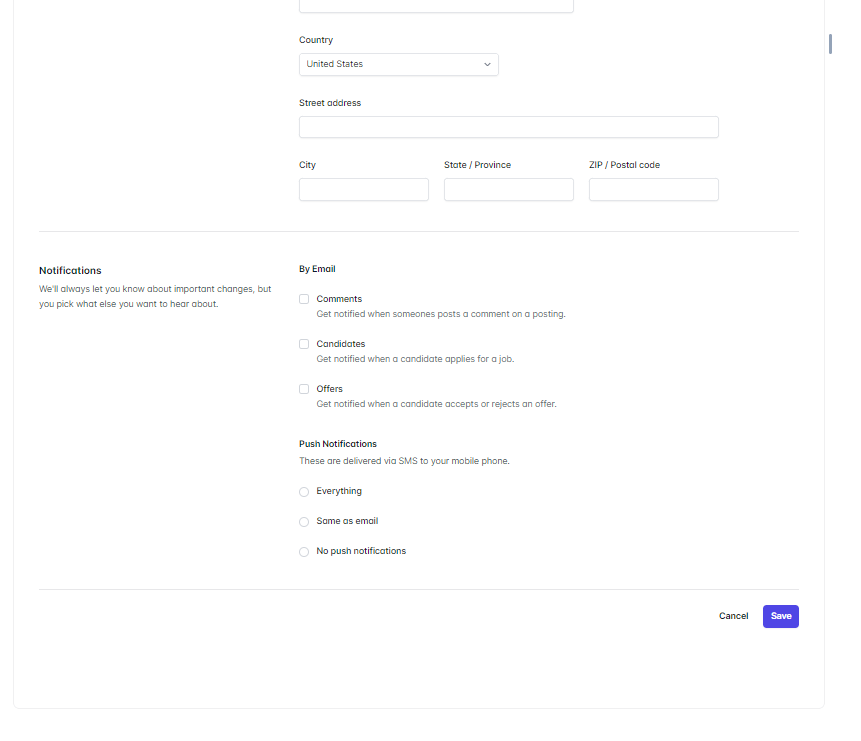 Country
United States
Street address
City
State / Province
ZIP / Postal code
Notifications
We'll always let you know about important changes, but
you pick what else you want to hear about.
By Email
Comments
Get notified when someones posts a comment on a posting.
Candidates
Get notified when a candidate applies for a job.
Offers
Get notified when a candidate accepts or rejects an offer.
Push Notifications
These are delivered via SMS to your mobile phone.
Everything
Same as email
No push notifications
Cancel
Save